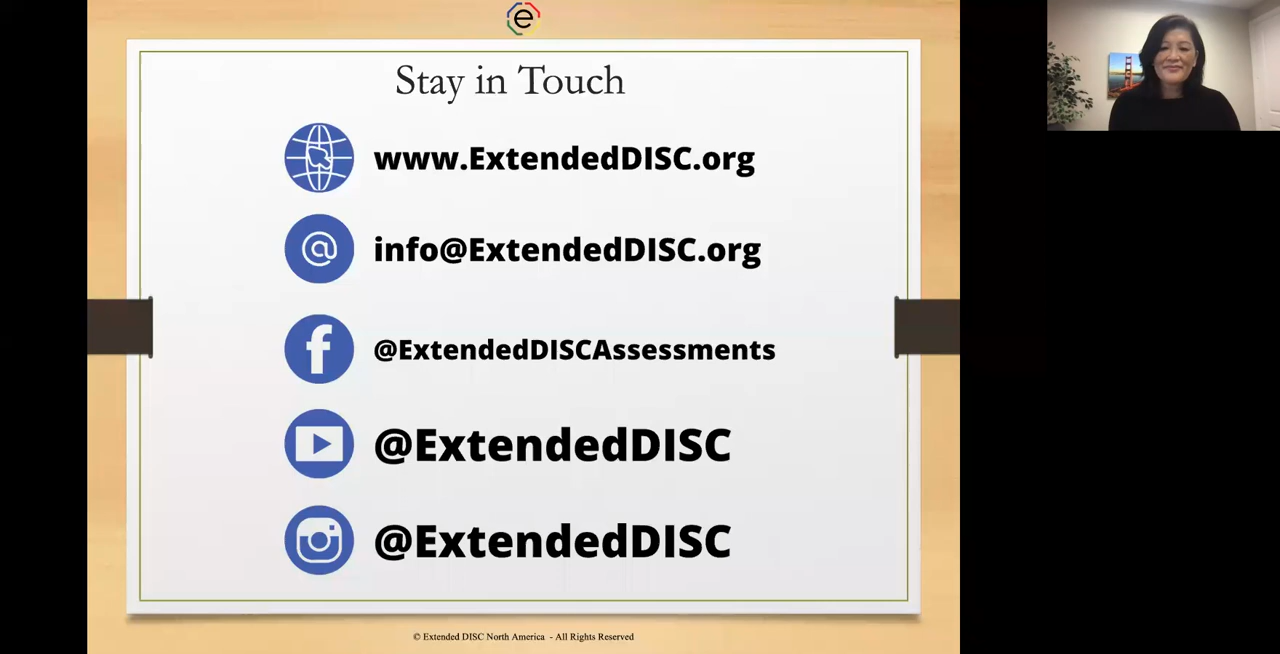 e
Stay in Touch
www.ExtendedDISC.org
info@ExtendedDISC.org
@ExtendedDISCAssessments
@ExtendedDISC
@ExtendedDISC
© Extended DISC North America - All Rights Reserved